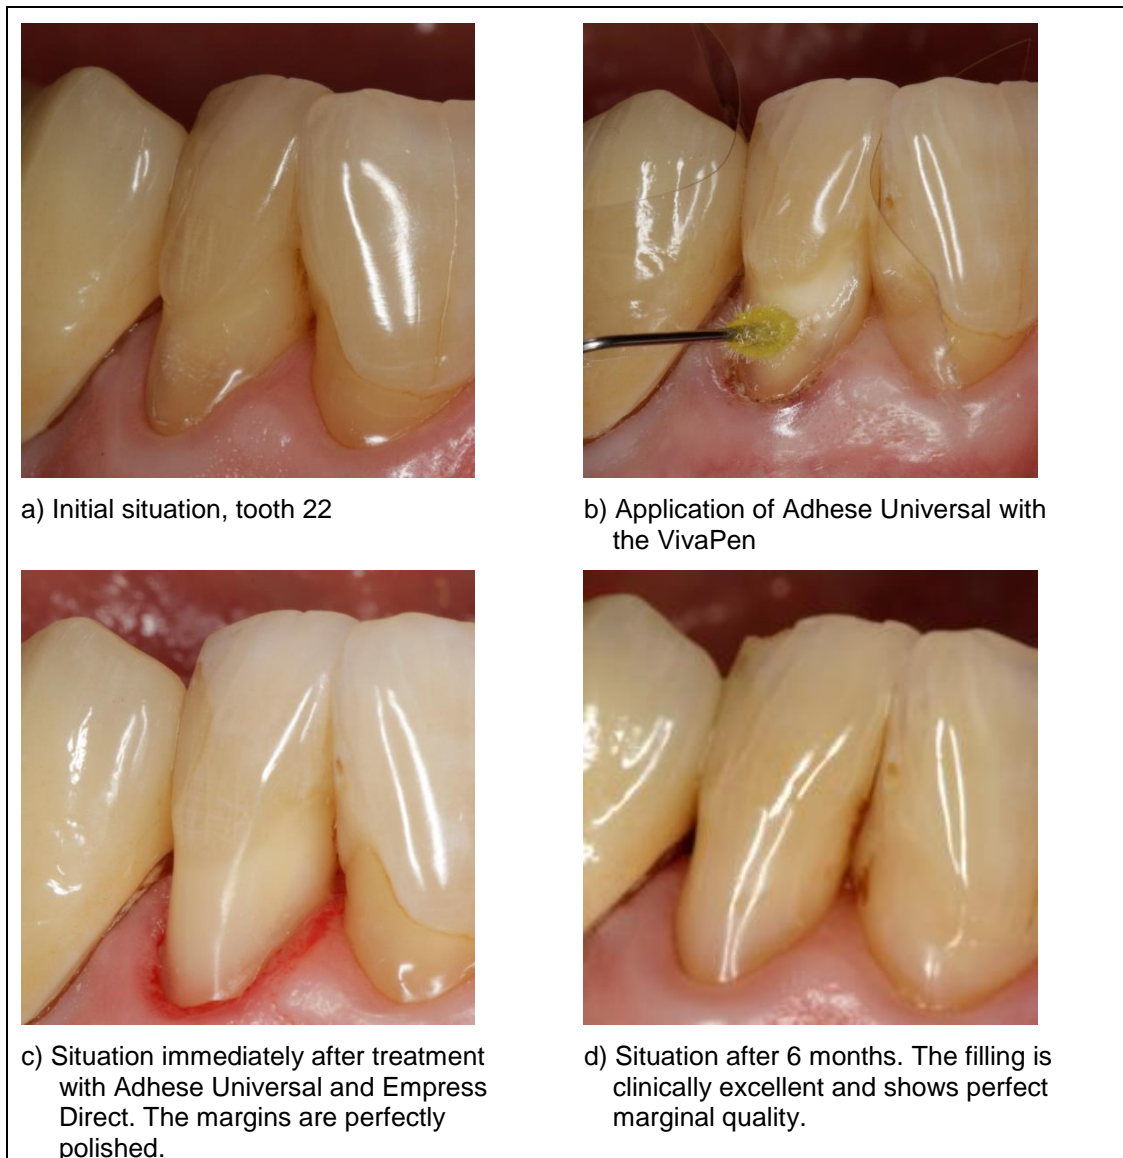 a) Initial situation, tooth 22
b) Application of Adhese Universal with
the VivaPen
c) Situation immediately after treatment
with Adhese Universal and Empress
Direct. The margins are perfectly
polished.
d) Situation after 6 months. The filling is
clinically excellent and shows perfect
marginal quality.